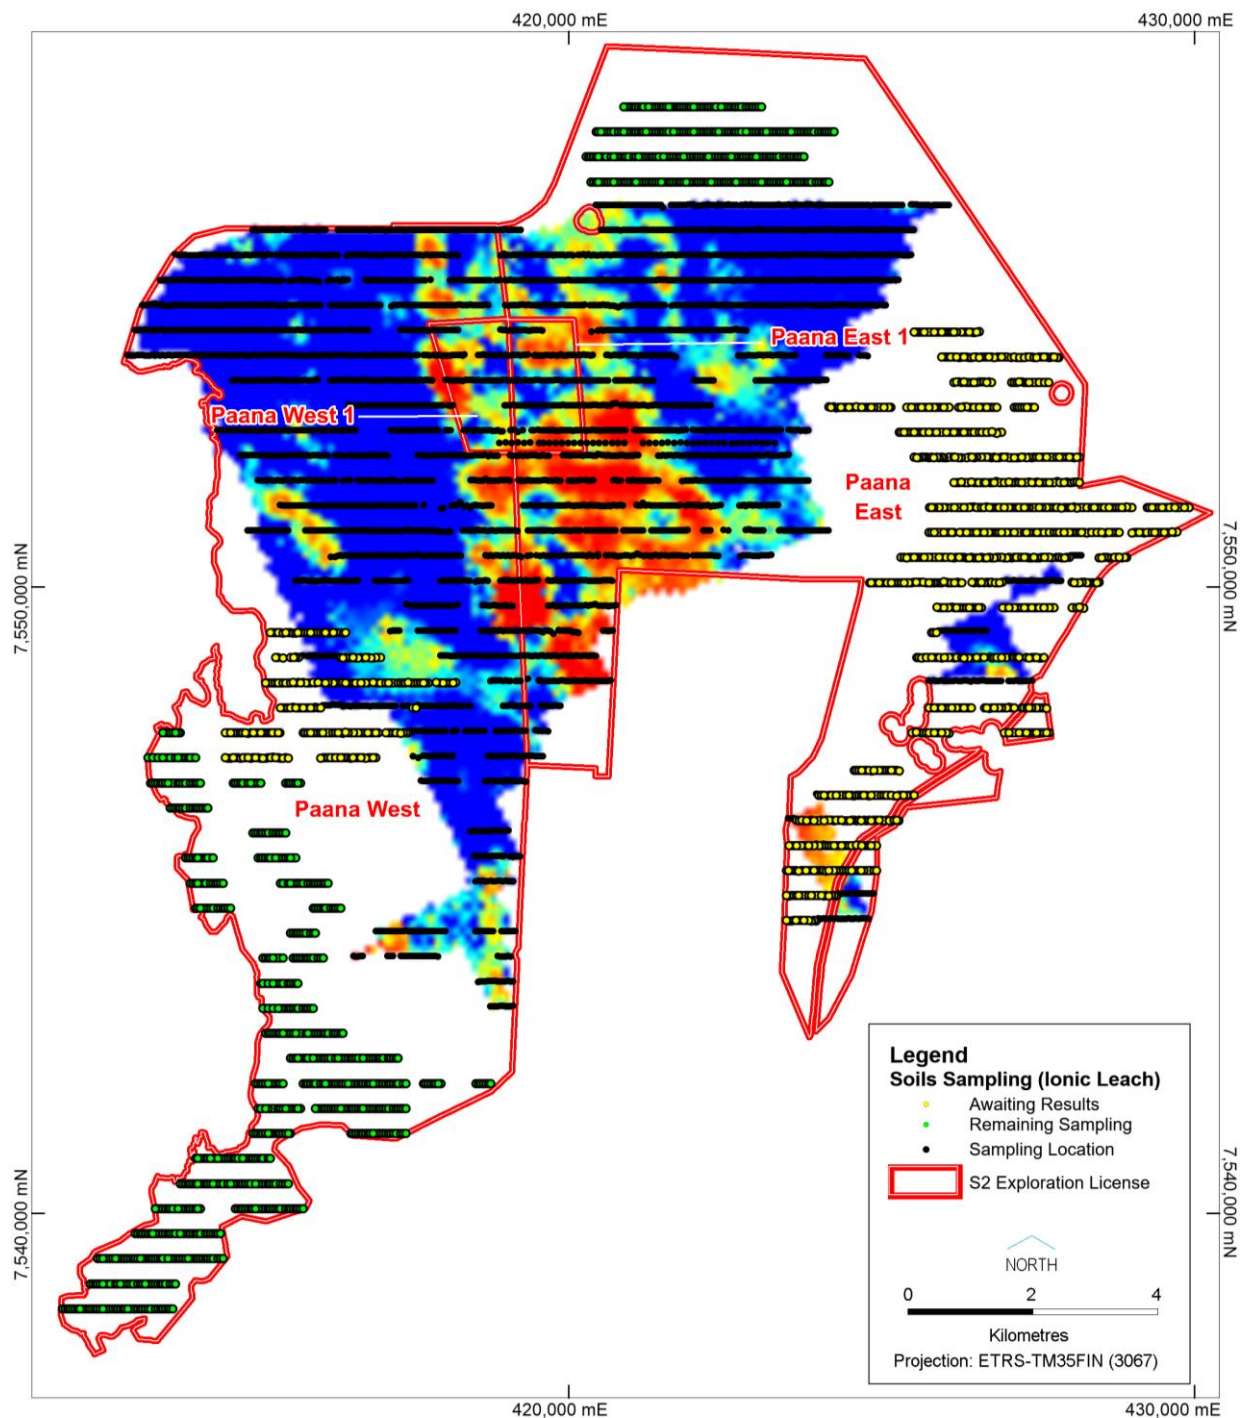 420,000 mE
430,000 mE
Paana East 1
Paana West 1
Paana
East
7,550,000 mN
7,550,000 mN
Paana West
Legend
Soils Sampling (Ionic Leach)
Awaiting Results
Remaining Sampling
Sampling Location
S2 Exploration License
NORTH
0 2 4
Kilometres
Projection: ETRS-TM35FIN (3067)
7,540,000 mN
7,540,000 mN
420,000 mE
430,000 mE